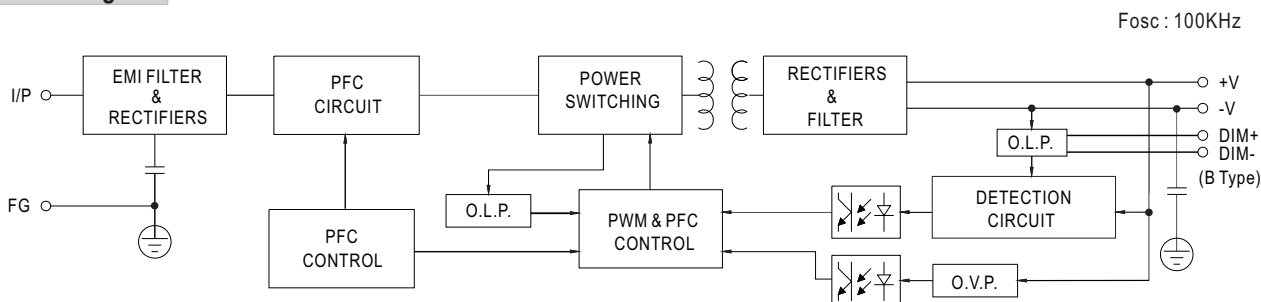 Fosc : 100KHz
I/P
EMI FILTER
&
RECTIFIERS
PFC
CIRCUIT
POWER
SWITCHING
RECTIFIERS
&
FILTER
+V
-V
DIM+
DIM-
(B Type)
O.L.P.
FG
O.L.P.
PFC
CONTROL
PWM & PFC
CONTROL
DETECTION
CIRCUIT
O.V.P.